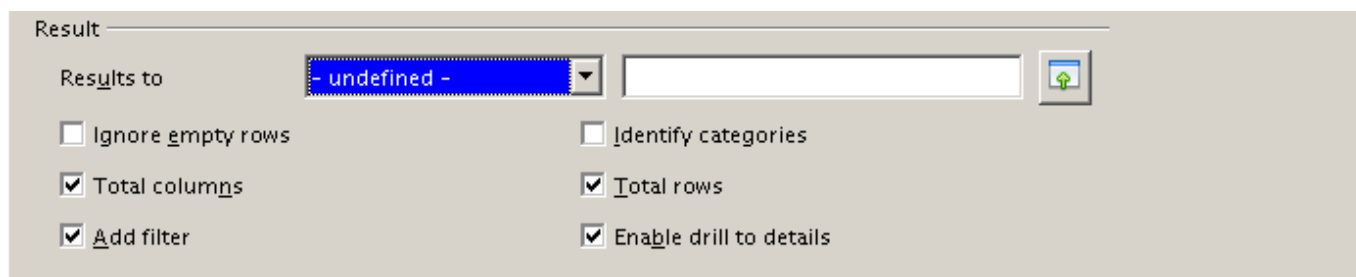 Result
Results to - undefined -
Ignore empty rows Identify categories
Total columns Total rows
Add filter Enable drill to details